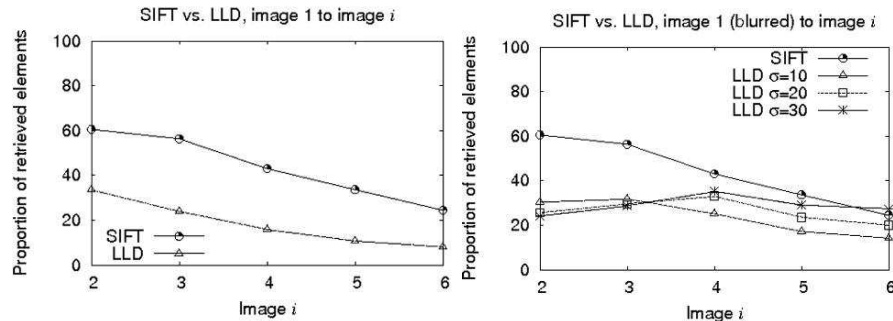 SIFT vs. LLD, image 1 to image i
Proportion of retrieved elements
100
80
60
40
20
0
SIFT
LLD
2 3 4 5 6
Image i
SIFT vs. LLD, image 1 (blurred) to image i
Proportion of retrieved elements
100
80
60
40
20
0
SIFT
LLD σ=10
LLD σ=20
LLD σ=30
2 3 4 5 6
Image i